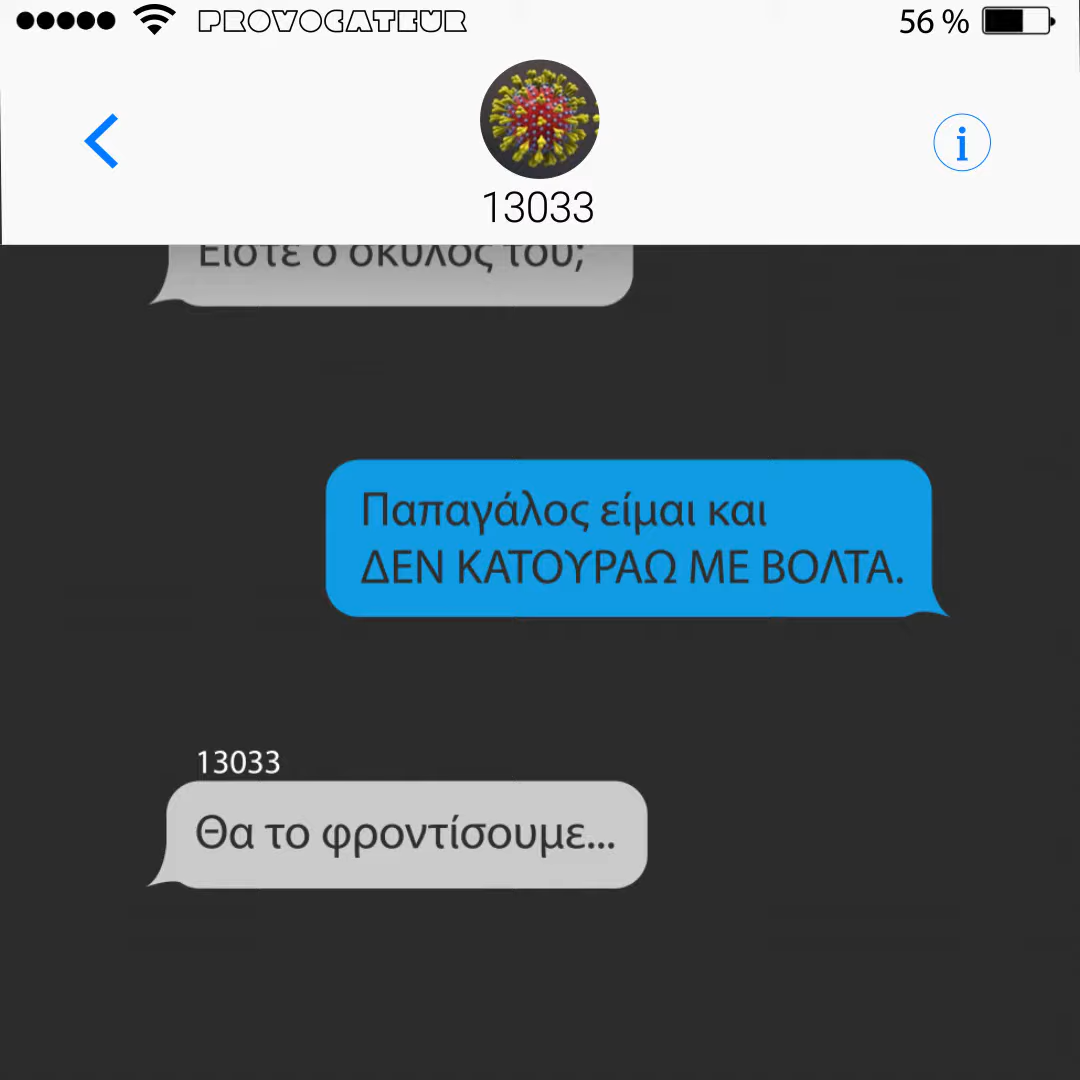 PROVOCATEUR
56 %
13033
Είστε ο σκύλος του;
Παπαγάλος είμαι και
ΔΕΝ ΚΑΤΟΥΡΑΩ ΜΕ ΒΟΛΤΑ.
13033
Θα το φροντίσουμε...